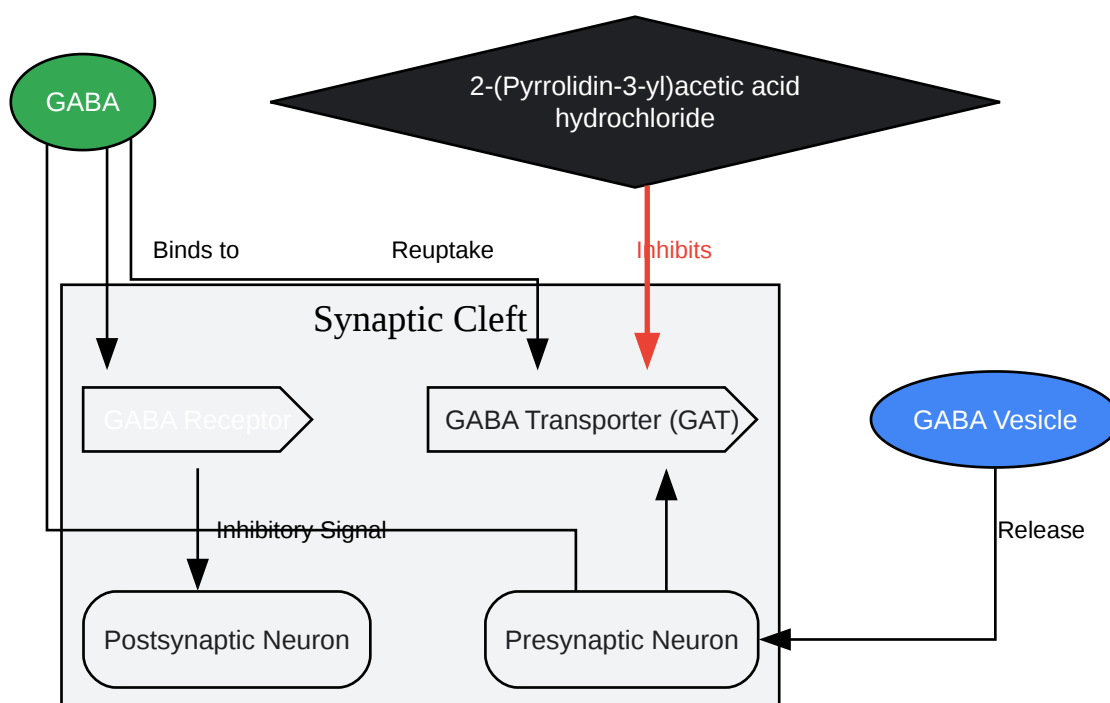 GABA
2-(Pyrrolidin-3-yl)acetic acid
hydrochloride
Binds to
Reuptake
Inhibits
Synaptic Cleft
GABA Receptor
GABA Transporter (GAT)
GABA Vesicle
Inhibitory Signal
Release
Postsynaptic Neuron
Presynaptic Neuron